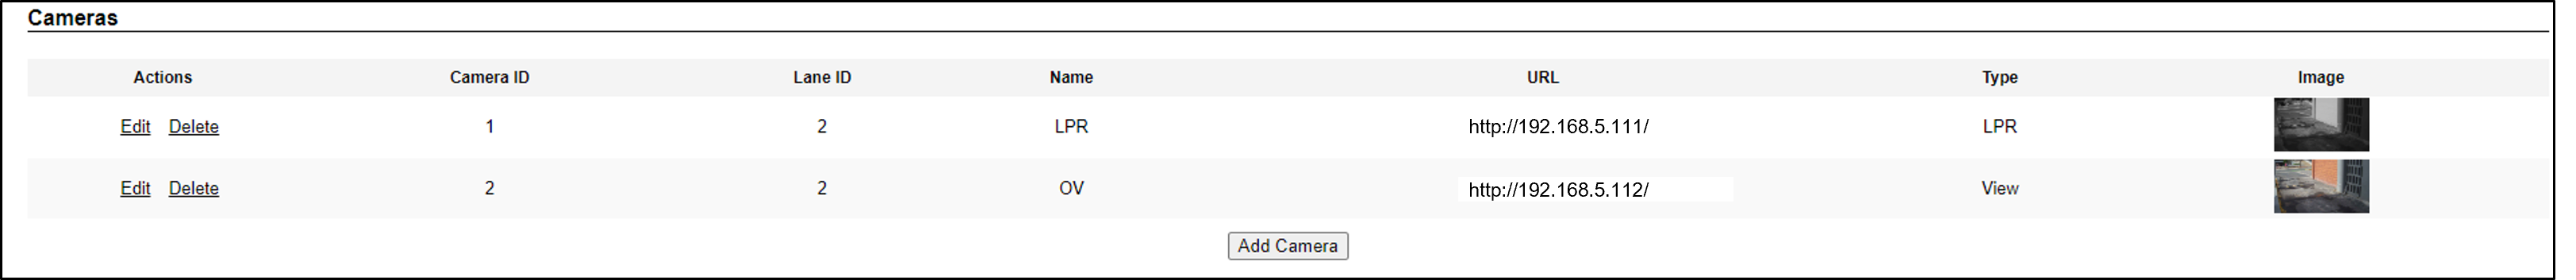 Cameras
Actions Camera ID Lane ID Name URL Type Image
Edit Delete 1 2 LPR http://192.168.5.111/ LPR
Edit Delete 2 2 OV http://192.168.5.112/ View
Add Camera